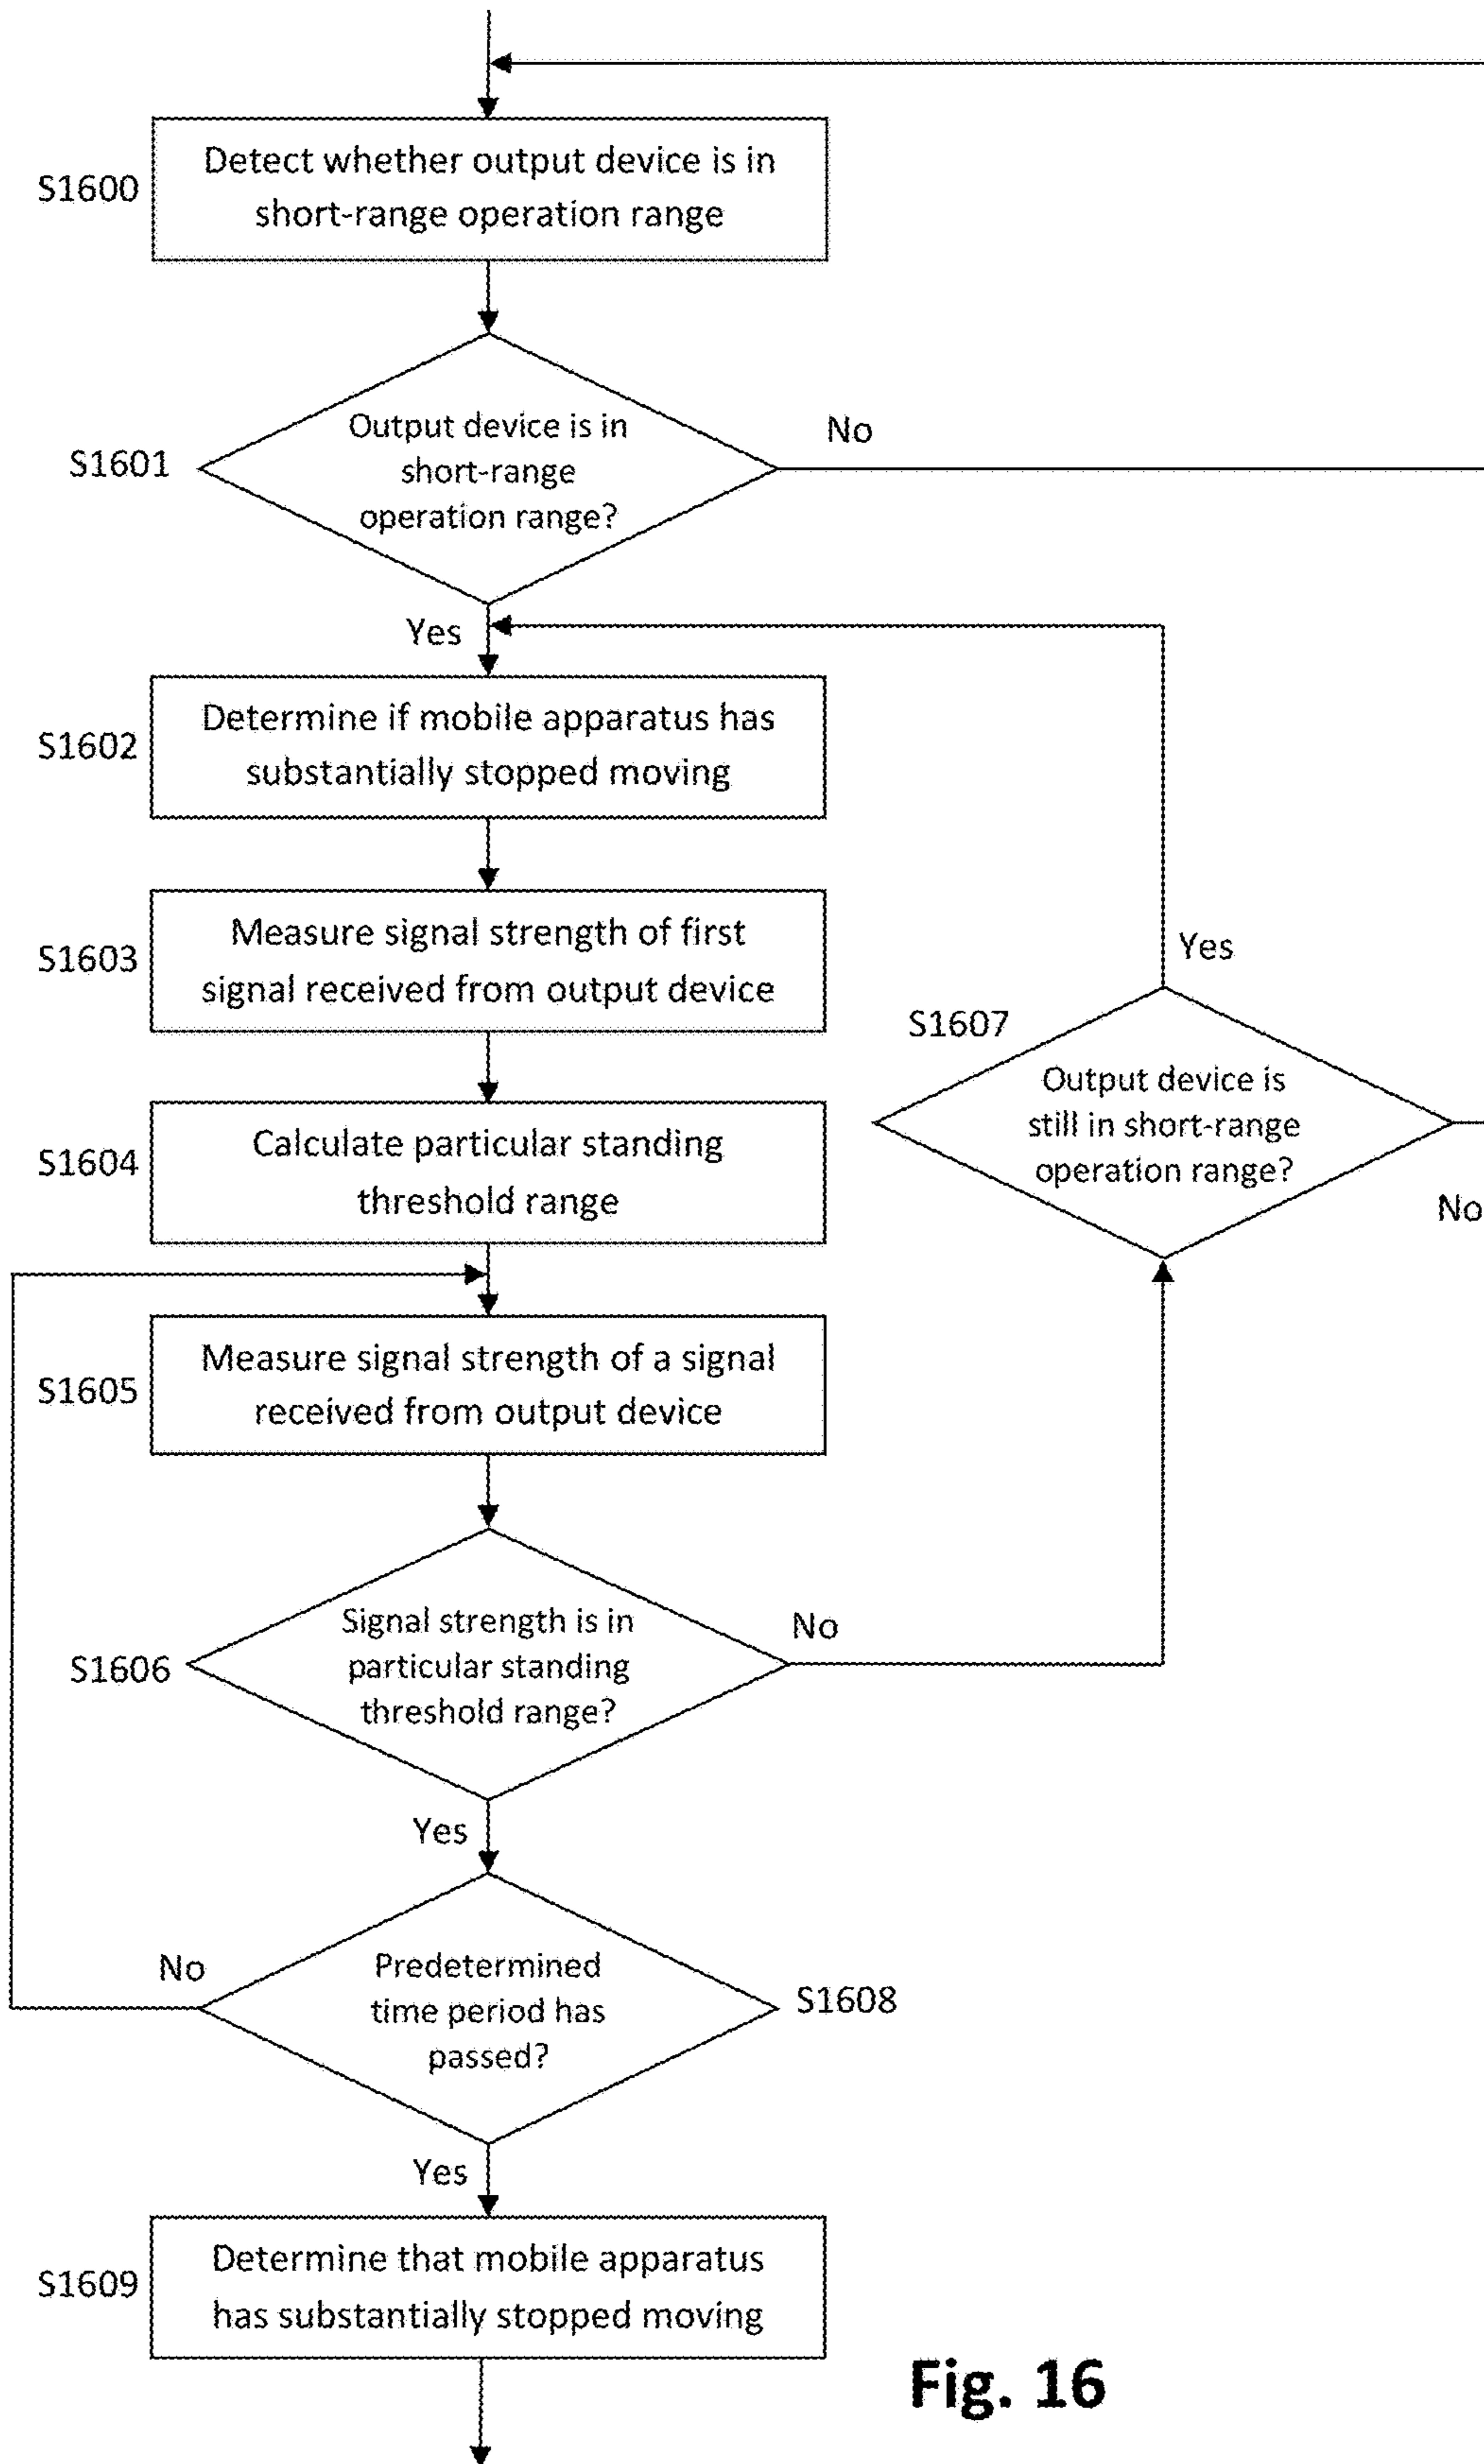 S1600
Detect whether output device is in
short-range operation range
S1601
Output device is in
short-range
operation range?
No
Yes
S1602
Determine if mobile apparatus has
substantially stopped moving
S1603
Measure signal strength of first
signal received from output device
Yes
S1607
Output device is
still in short-range
operation range?
No
S1604
Calculate particular standing
threshold range
S1605
Measure signal strength of a signal
received from output device
S1606
Signal strength is in
particular standing
threshold range?
No
Yes
No
Predetermined
time period has
passed?
S1608
Yes
S1609
Determine that mobile apparatus
has substantially stopped moving
Fig. 16